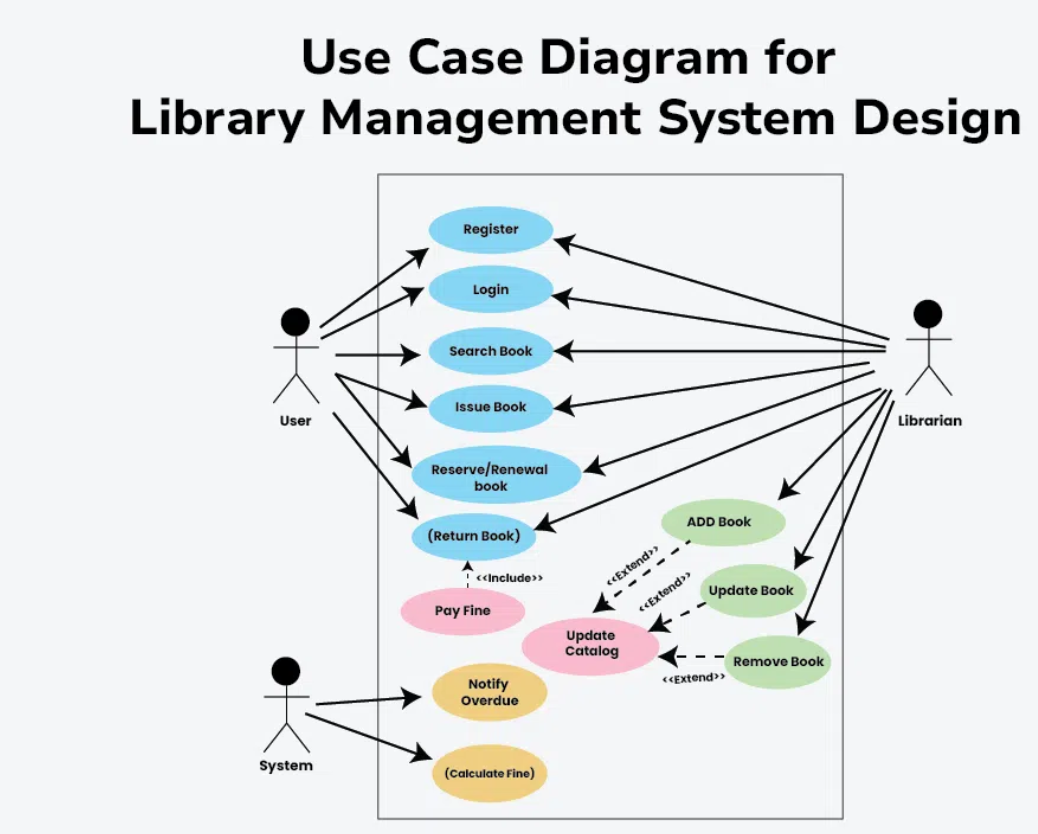 Use Case Diagram for
Library Management System Design
Register
Login
Search Book
Issue Book
Reserve/Renewal
book
(Return Book)
<<Include>>
Pay Fine
User
Librarian
ADD Book
<<Extend>>
Update Book
<<Extend>>
Update
Catalog
Remove Book
<<Extend>>
Notify
Overdue
(Calculate Fine)
System